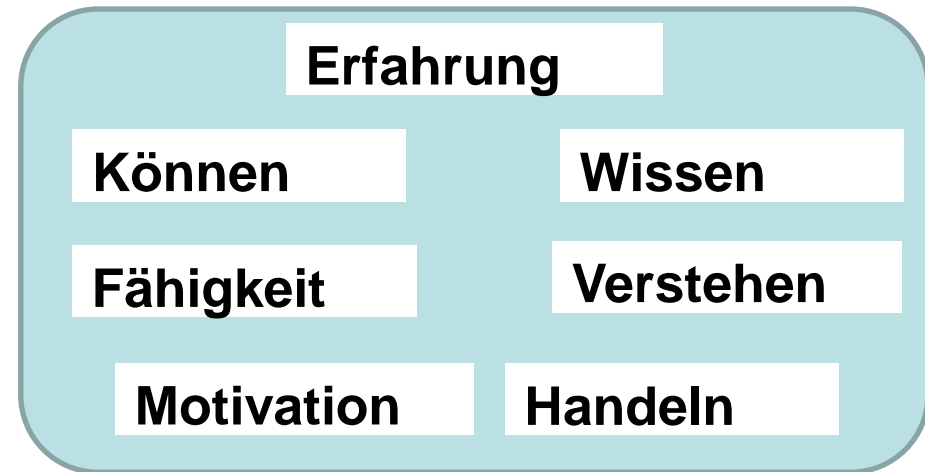 Erfahrung
Können
Wissen
Fähigkeit
Verstehen
Motivation
Handeln